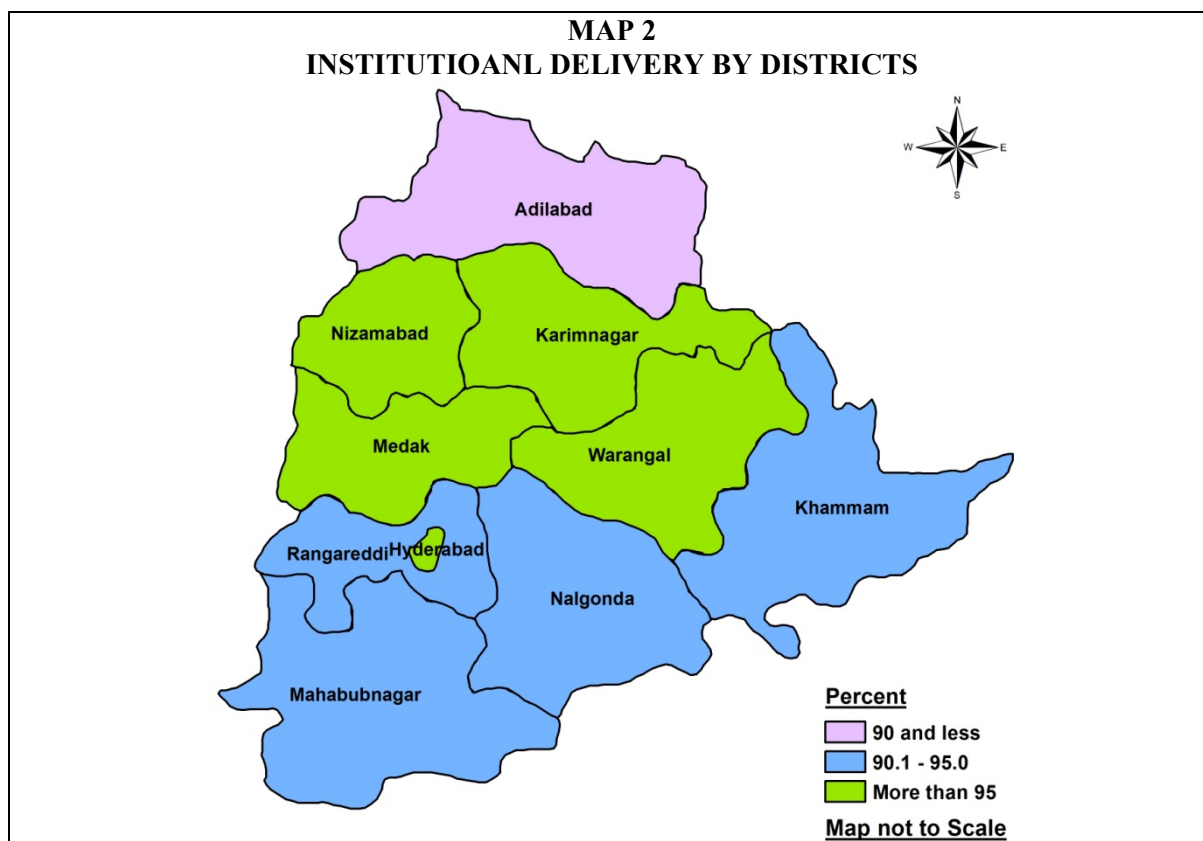 MAP 2
INSTITUTIOANL DELIVERY BY DISTRICTS
N
W E
S
Adilabad
Nizamabad
Karimnagar
Medak
Warangal
Khammam
Rangareddi
Hyderabad
Nalgonda
Mahabubnagar
Percent
90 and less
90.1 - 95.0
More than 95
Map not to Scale